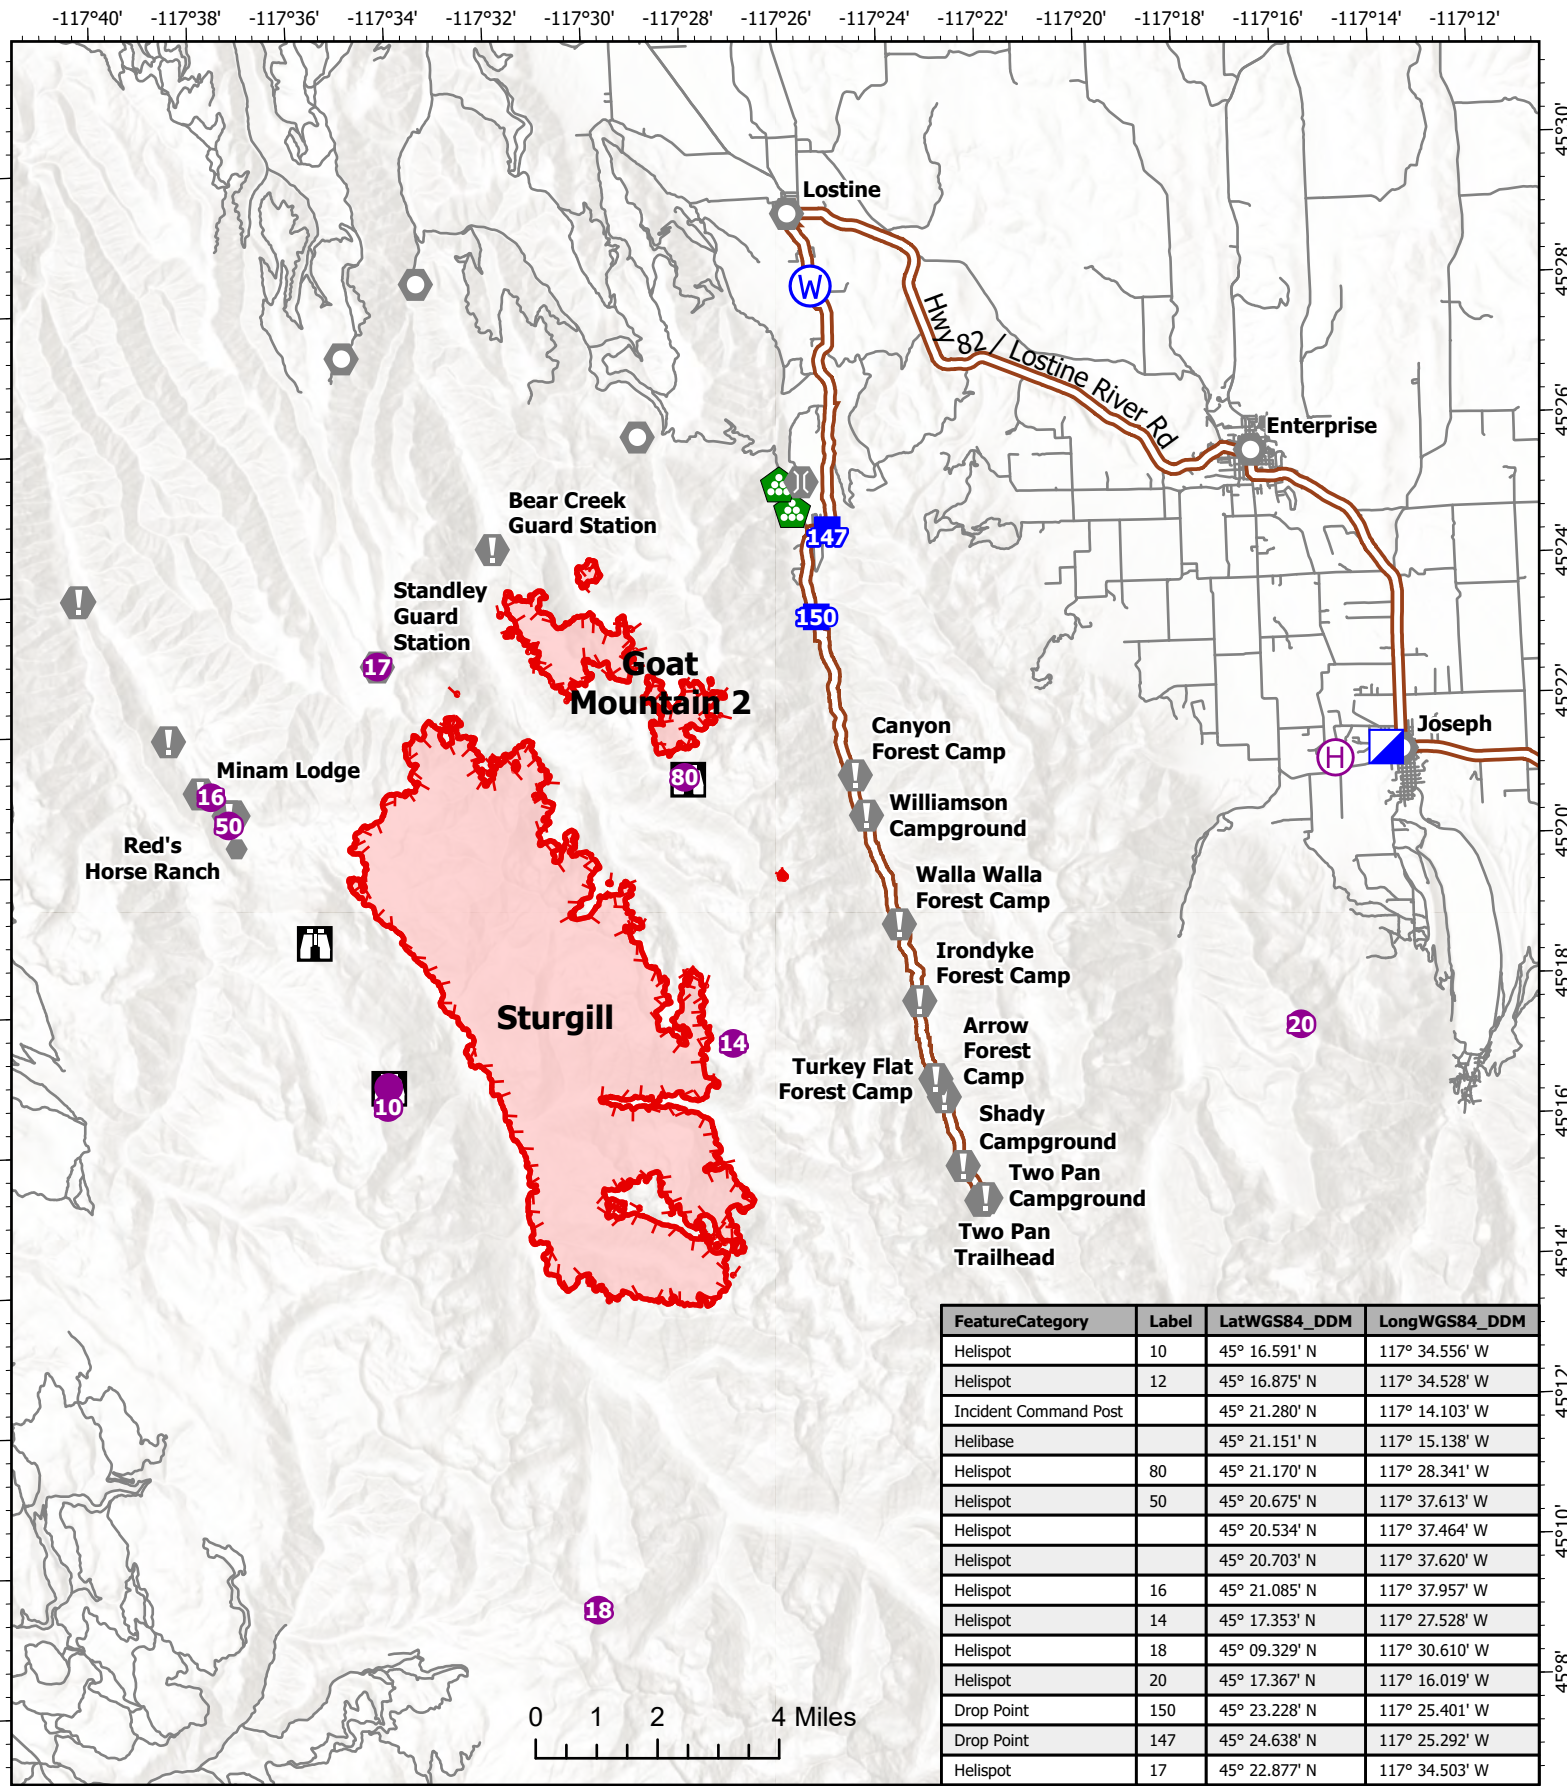 -117°40' -117°38' -117°36' -117°34' -117°32' -117°30' -117°28' -117°26' -117°24' -117°22' -117°20' -117°18' -117°16' -117°14' -117°12'
45°30'
Lostine
45°28'
W
Hwy 82 / Lostine River Rd
45°26'
Enterprise
Bear Creek
Guard Station
147
45°24'
Standley
Guard
Station
150
17
Goat
Mountain 2
45°22'
Canyon
Forest Camp
Joseph
H
Minam Lodge
80
16
50
Williamson
Campground
45°20'
Red's
Horse Ranch
Walla Walla
Forest Camp
Irondyke
Forest Camp
45°18'
Sturgill
14
20
Arrow
Forest
Camp
Turkey Flat
Forest Camp
10
45°16'
Shady
Campground
Two Pan
Campground
Two Pan
Trailhead
45°14'
FeatureCategory Label LatWGS84_DDM LongWGS84_DDM
Helispot 10 45° 16.591' N 117° 34.556' W
Helispot 12 45° 16.875' N 117° 34.528' W
45°12'
Incident Command Post 45° 21.280' N 117° 14.103' W
Helibase 45° 21.151' N 117° 15.138' W
Helispot 80 45° 21.170' N 117° 28.341' W
Helispot 50 45° 20.675' N 117° 37.613' W
Helispot 45° 20.534' N 117° 37.464' W
45°10'
Helispot 45° 20.703' N 117° 37.620' W
Helispot 16 45° 21.085' N 117° 37.957' W
Helispot 14 45° 17.353' N 117° 27.528' W
Helispot 18 45° 09.329' N 117° 30.610' W
Helispot 20 45° 17.367' N 117° 16.019' W
45°8'
Drop Point 150 45° 23.228' N 117° 25.401' W
Drop Point 147 45° 24.638' N 117° 25.292' W
Helispot 17 45° 22.877' N 117° 34.503' W
18
0 1 2 4 Miles